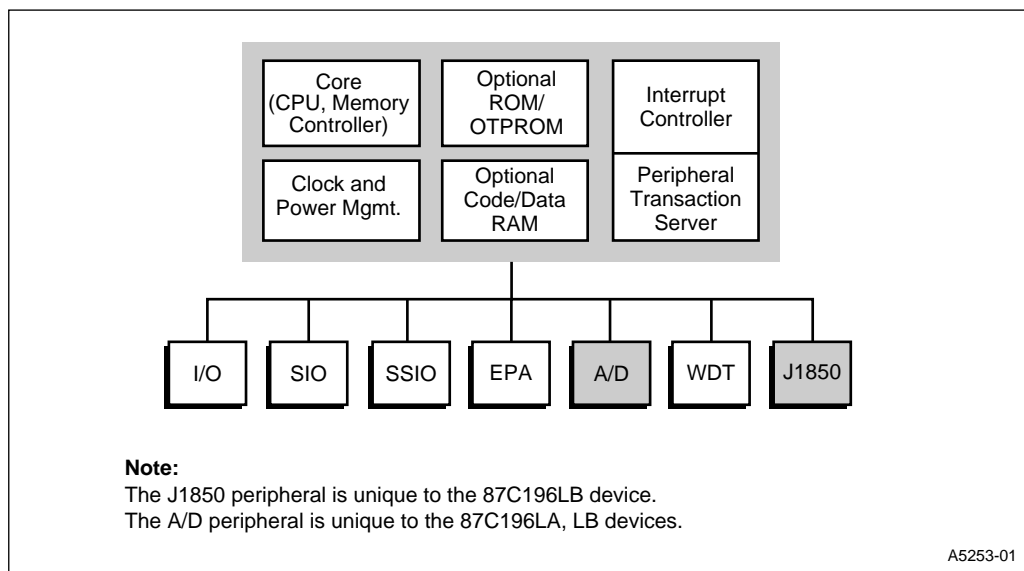 Core
(CPU, Memory
Controller)
Optional
ROM/
OTPROM
Interrupt
Controller
Clock and
Power Mgmt.
Optional
Code/Data
RAM
Peripheral
Transaction
Server
I/O
SIO
SSIO
EPA
A/D
WDT
J1850
Note:
The J1850 peripheral is unique to the 87C196LB device.
The A/D peripheral is unique to the 87C196LA, LB devices.
A5253-01